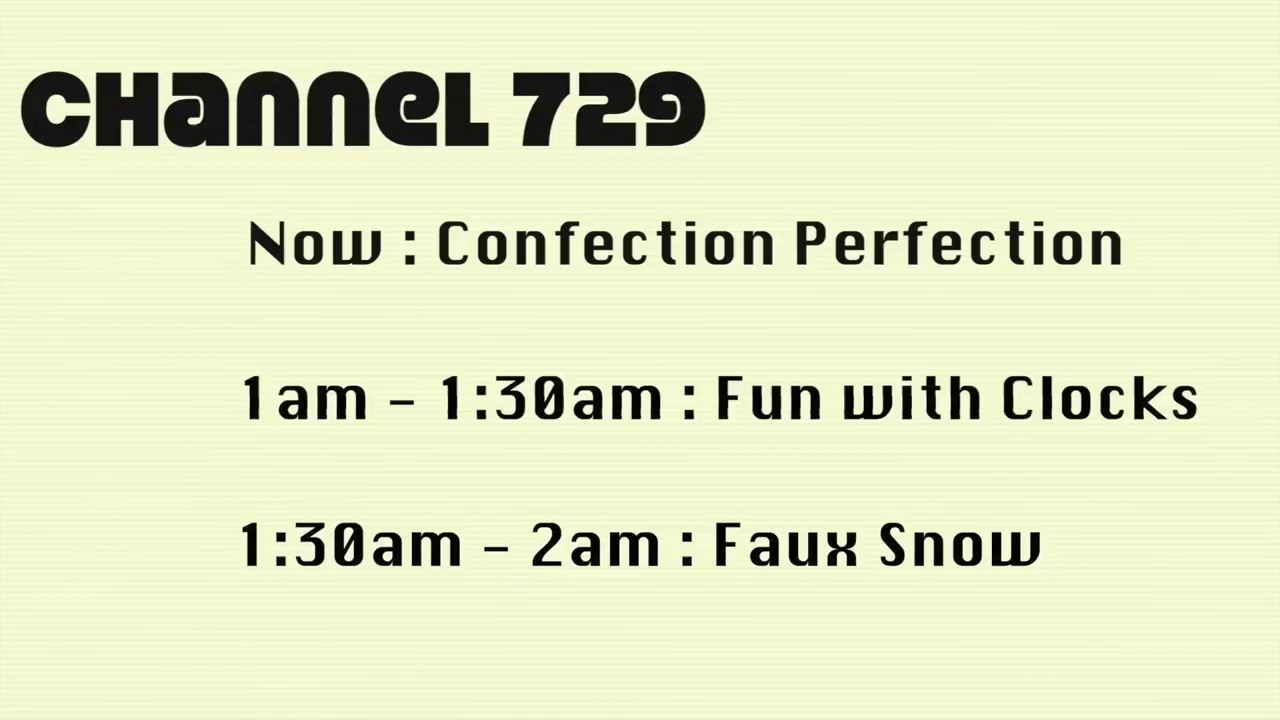 CHANNEL 729
Now : Confection Perfection
1am - 1:30am : Fun with Clocks
1:30am - 2am : Faux Snow